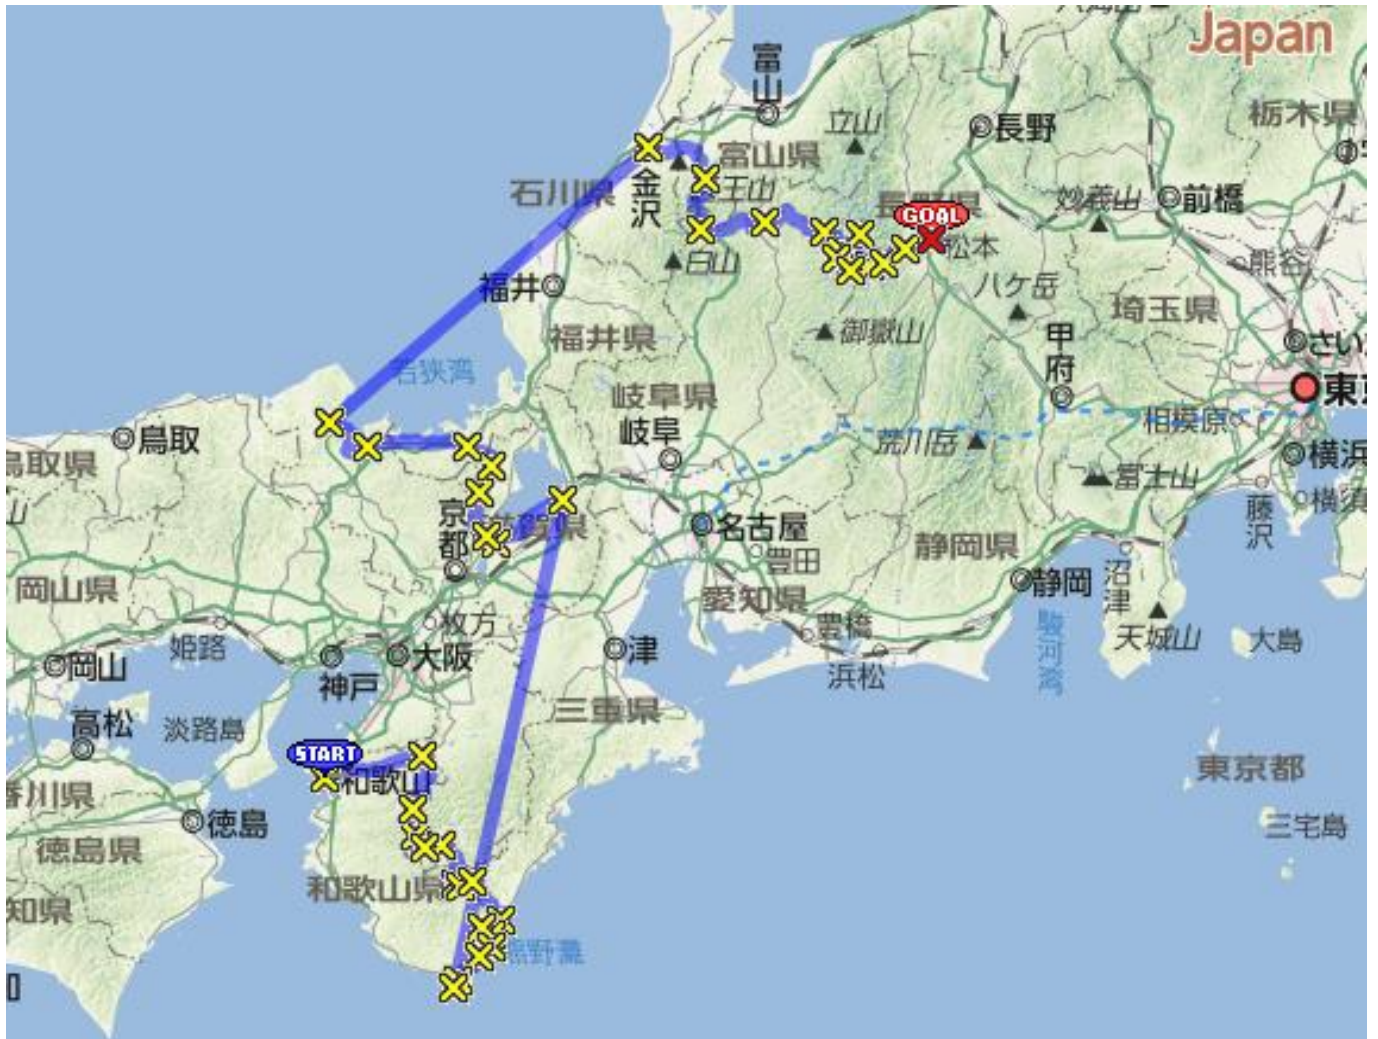 Japan
富山
立山
長野
栃木県
富山県
石川県
金沢
王山
長野県
GOAL
妙義山
前橋
松本
熊谷
白山
福井
八ケ岳
埼玉県
御嶽山
福井県
甲府
さい
若狭湾
岐阜県
東
鳥取
岐阜
相模原
荒川岳
横浜
鳥取県
富士山
横須
京都
滋賀県
名古屋
藤沢
豊田
静岡県
岡山県
静岡
沼津
愛知県
枚方
豊橋
駿河湾
天城山
大島
姫路
大阪
津
岡山
神戸
浜松
高松
三重県
淡路島
START
和歌山
東京都
香川県
徳島
三宅島
徳島県
和歌山県
知県
熊野灘